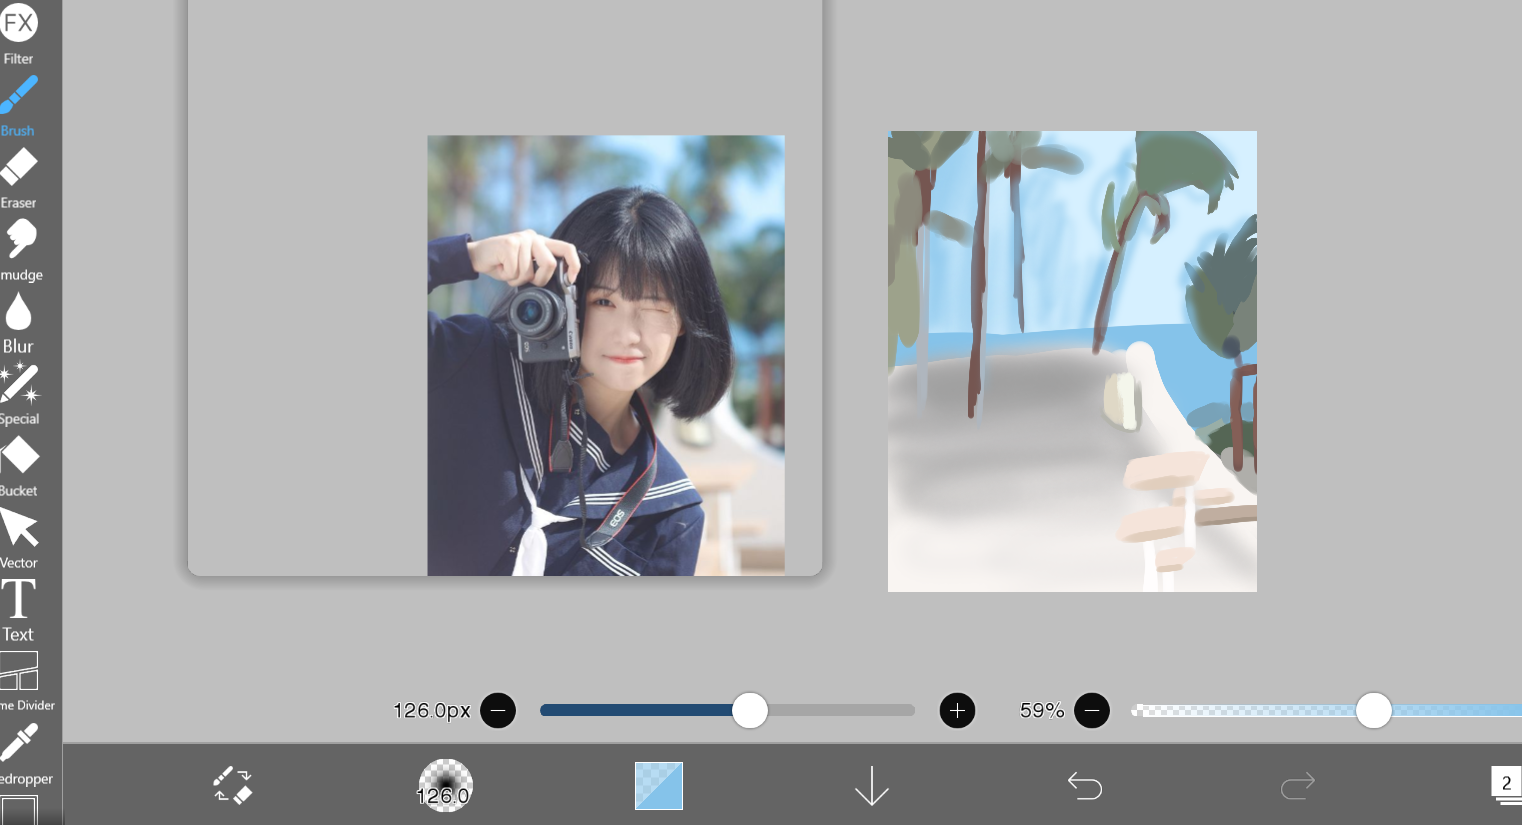 FX
Filter
Brush
Eraser
mudge
Blur
Special
Bucket
Vector
T
Text
me Divider
edropper
EOS
126.0px
59%
126.0
2